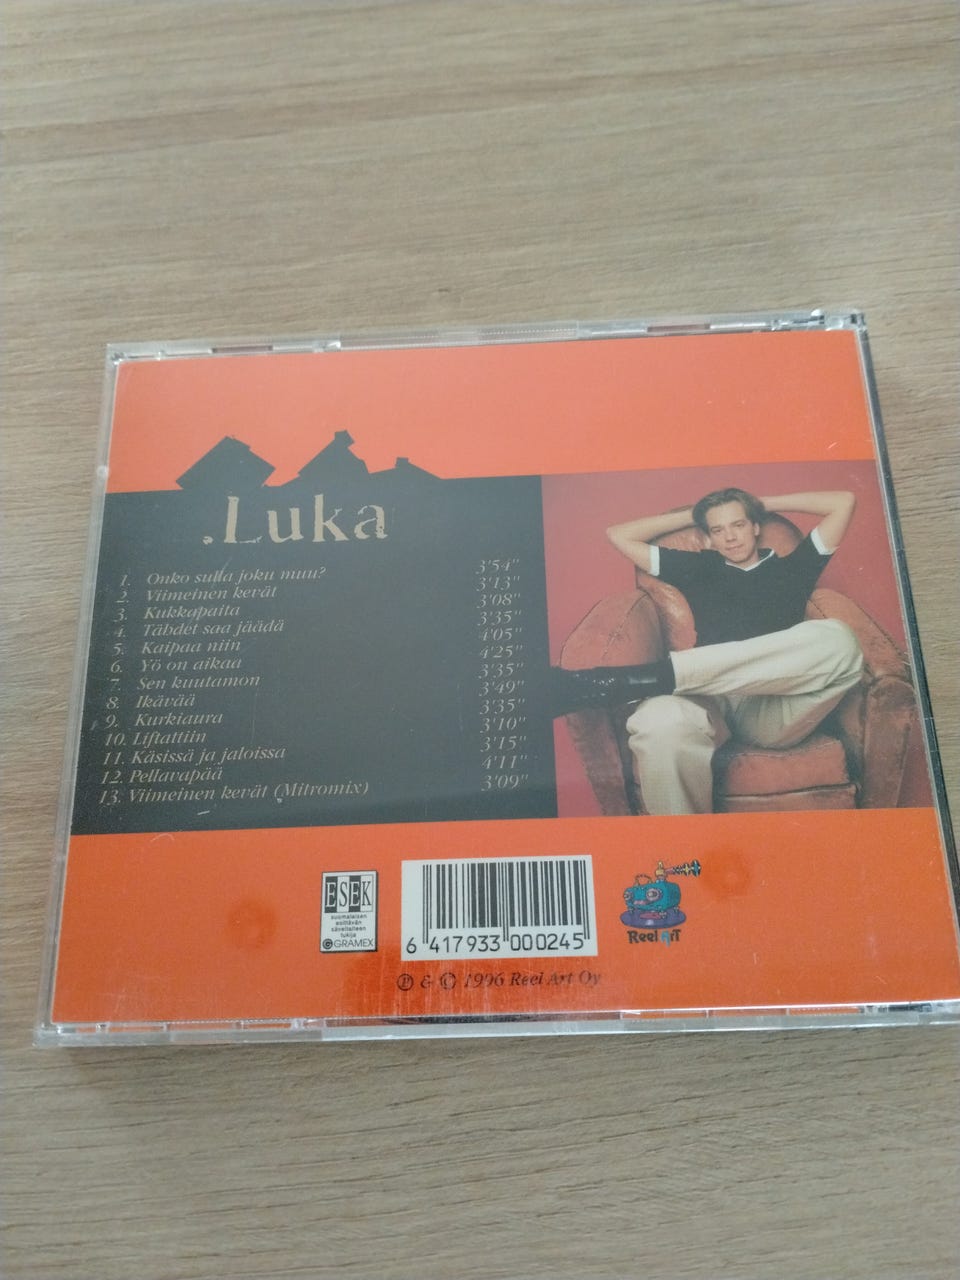 Luka
1. Onko sulla joku muu? 3'54"
2. Viimeinen kevät 3'13"
3. Kukkapaita 3'08"
4. Tähdet saa jäädä 3'35"
5. Kaipaa niin 4'05"
6. Yö on aikaa 4'25"
7. Sen kuutamon 3'35"
8. Ikävää 3'49"
9. Kurkiaura 3'35"
10. Liftattiin 3'10"
11. Käsissä ja jaloissa 3'15"
12. Pellavapää 4'11"
13. Viimeinen kevät (Mitromix) 3'09"
ESEK
suomalaisen
esittävän
säveltaiteen
tukija
GRAMEX
6 417933 000245
Reel ArT
℗ & © 1996 Reel Art Oy